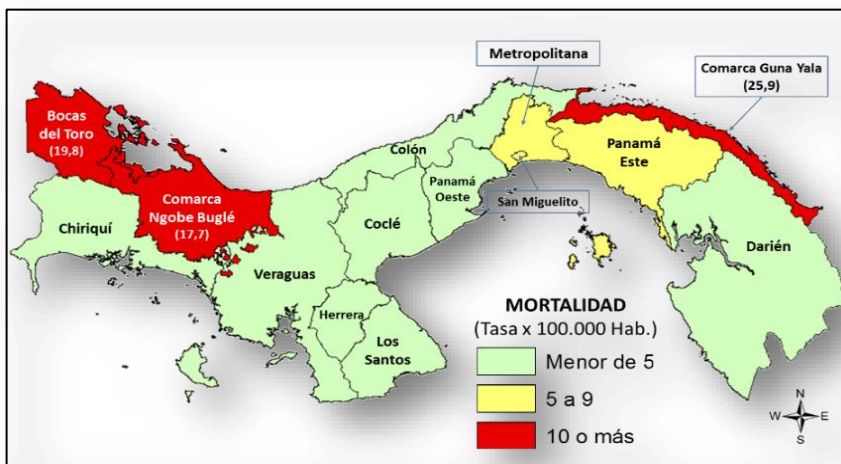 Metropolitana
Comarca Guna Yala
(25,9)
Bocas
del Toro
(19,8)
Colón
Panamá
Este
Comarca
Ngobe Buglé
(17,7)
Panamá
Oeste
San Miguelito
Chiriquí
Coclé
Veraguas
Darién
Herrera
Los
Santos
MORTALIDAD
(Tasa x 100.000 Hab.)
Menor de 5
5 a 9
10 o más
N
W E
S